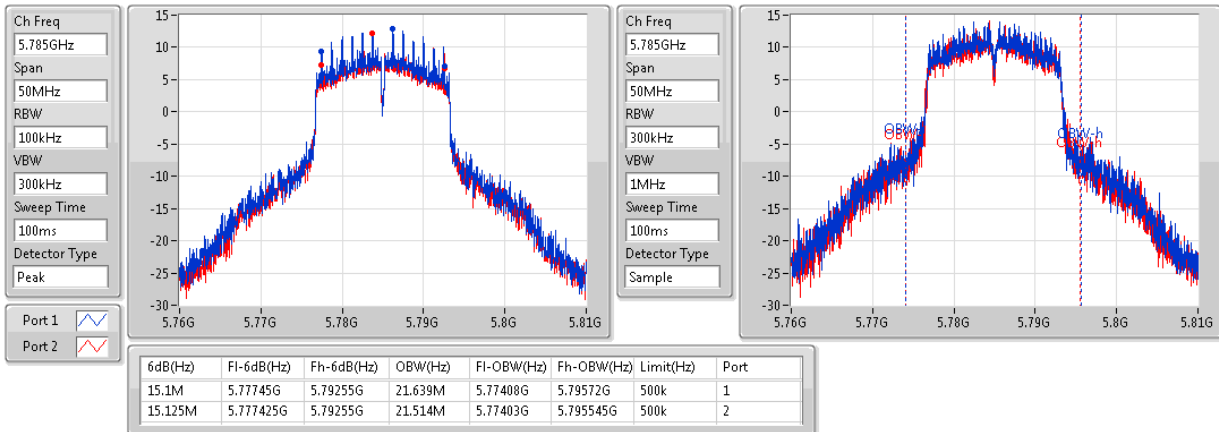 Ch Freq
5.785GHz
Span
50MHz
RBW
100kHz
VBW
300kHz
Sweep Time
100ms
Detector Type
Peak
Port 1
Port 2
15
10
5
0
-5
-10
-15
-20
-25
-30
5.76G 5.77G 5.78G 5.79G 5.8G 5.81G
Ch Freq
5.785GHz
Span
50MHz
RBW
300kHz
VBW
1MHz
Sweep Time
100ms
Detector Type
Sample
15
10
5
0
-5
-10
-15
-20
-25
-30
OBW-h
OBW-h
5.76G 5.77G 5.78G 5.79G 5.8G 5.81G
6dB(Hz) Fl-6dB(Hz) Fh-6dB(Hz) OBW(Hz) Fl-OBW(Hz) Fh-OBW(Hz) Limit(Hz) Port
15.1M 5.77745G 5.79255G 21.639M 5.77408G 5.79572G 500k 1
15.125M 5.777425G 5.79255G 21.514M 5.77403G 5.795545G 500k 2